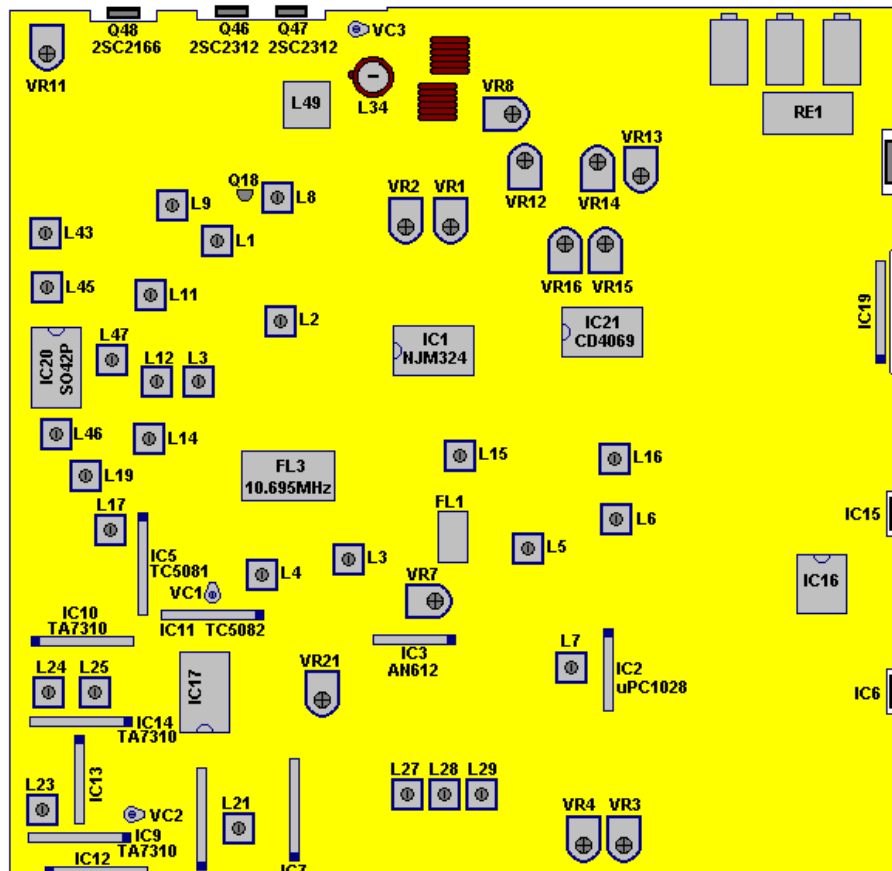 Q48
2SC2166
Q46
2SC2312
Q47
2SC2312
VC3
VR11
L49
L34
VR8
RE1
VR13
VR12
VR14
Q18
L9
L8
VR2
VR1
L43
L1
VR16
VR15
L45
L11
L2
IC19
IC20
SO42P
L47
L12
L3
IC1
NJM324
IC21
CD4069
L46
L14
L15
L16
L19
FL3
10.695MHz
FL1
L17
L6
IC15
IC5
TC5081
L3
L5
L4
VC1
VR7
IC16
IC10
TA7310
IC11 TC5082
IC3
AN612
L7
IC2
uPC1028
L24
L25
IC17
VR21
IC6
IC14
TA7310
IC13
L23
VC2
L21
L27
L28
L29
VR4
VR3
IC9
TA7310
IC12
IC7